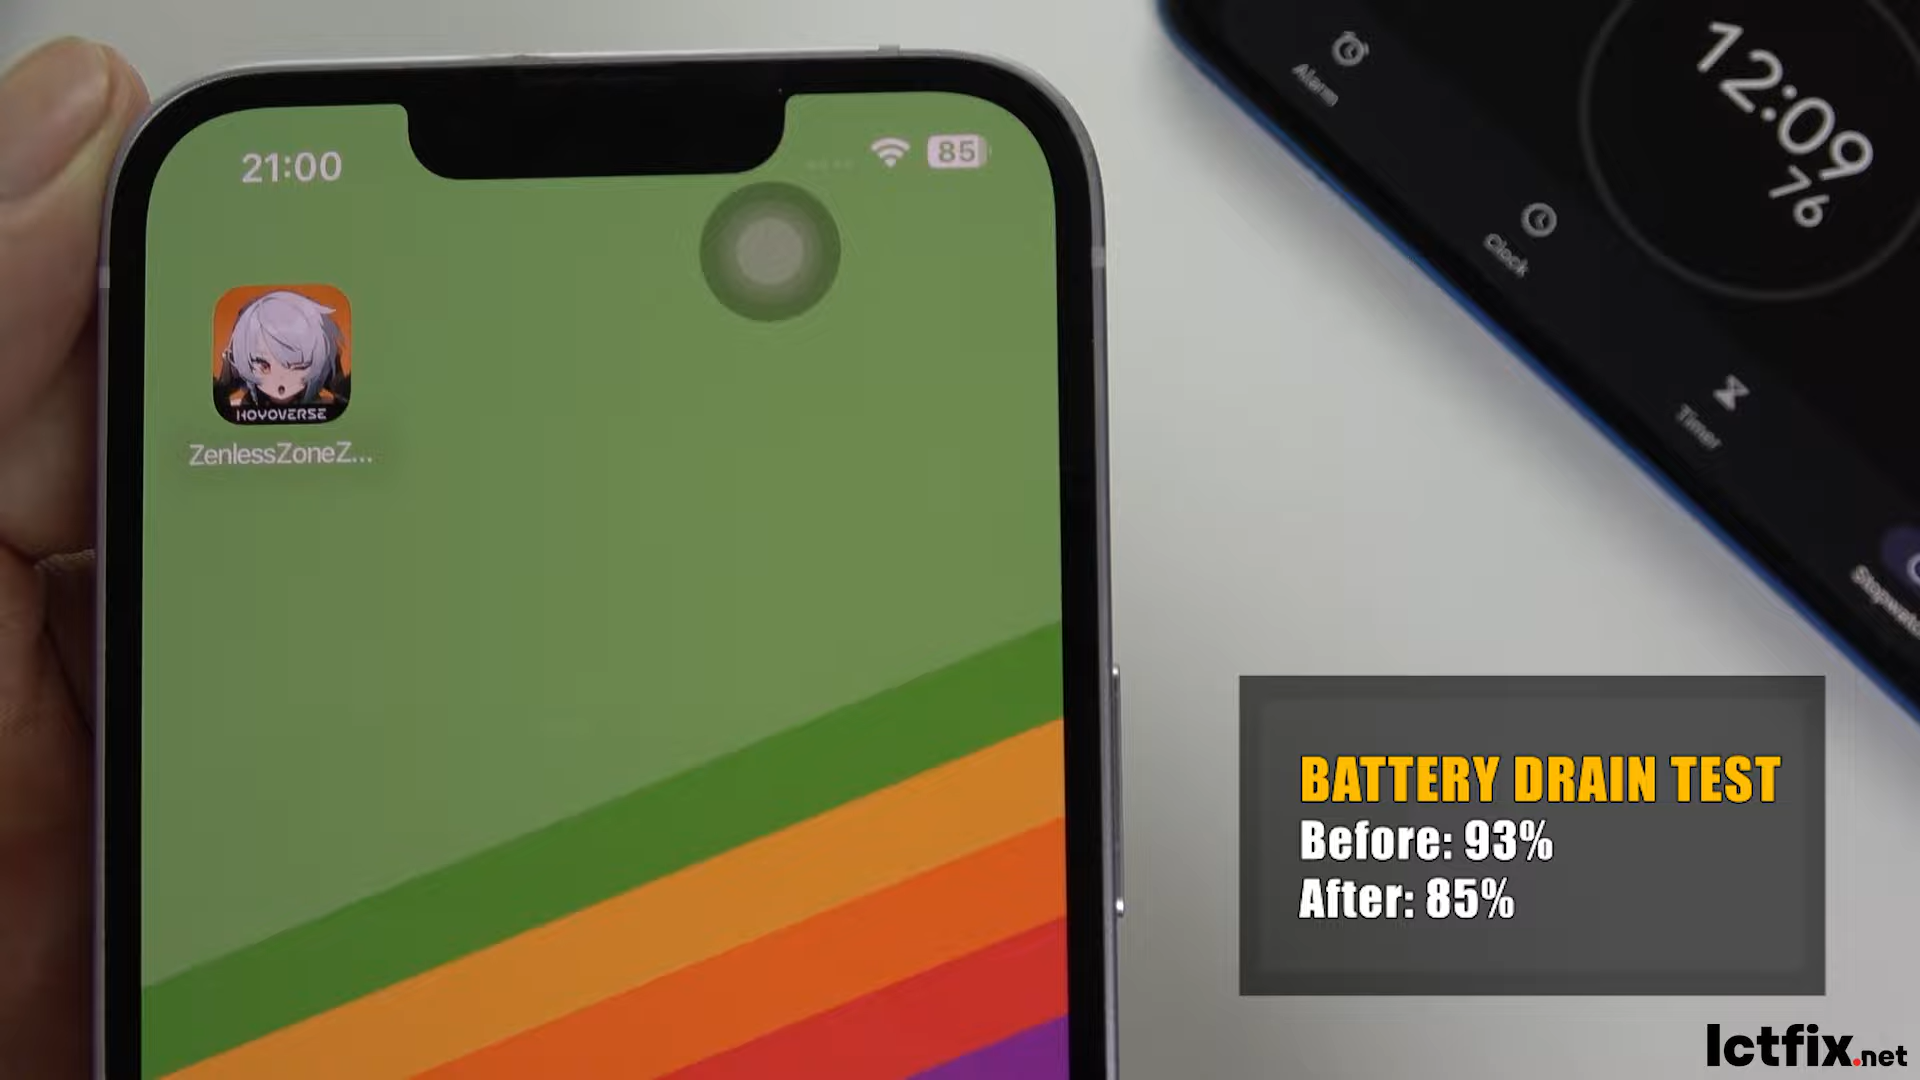 21:00
85
HOYOVERSE
ZenlessZoneZ...
Alarm
12:09
76
Clock
Timer
BATTERY DRAIN TEST
Before: 93%
After: 85%
Ictfix.net